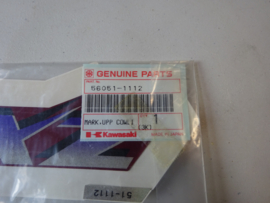 GENUINE PARTS
56051-1112
MARK,UPP COWL
1
Kawasaki
51-1112